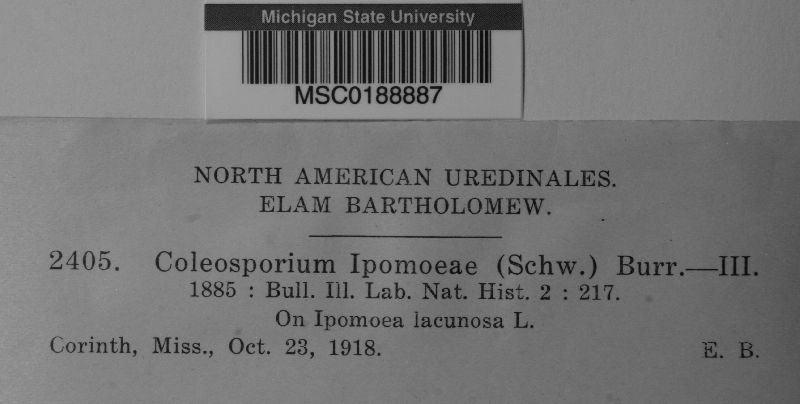 Michigan State University
MSC0188887
NORTH AMERICAN UREDINALES.
ELAM BARTHOLOMEW.
2405. Coleosporium Ipomoeae (Schw.) Burr.—III.
1885 : Bull. Ill. Lab. Nat. Hist. 2 : 217.
On Ipomoea lacunosa L.
Corinth, Miss., Oct. 23, 1918. E. B.